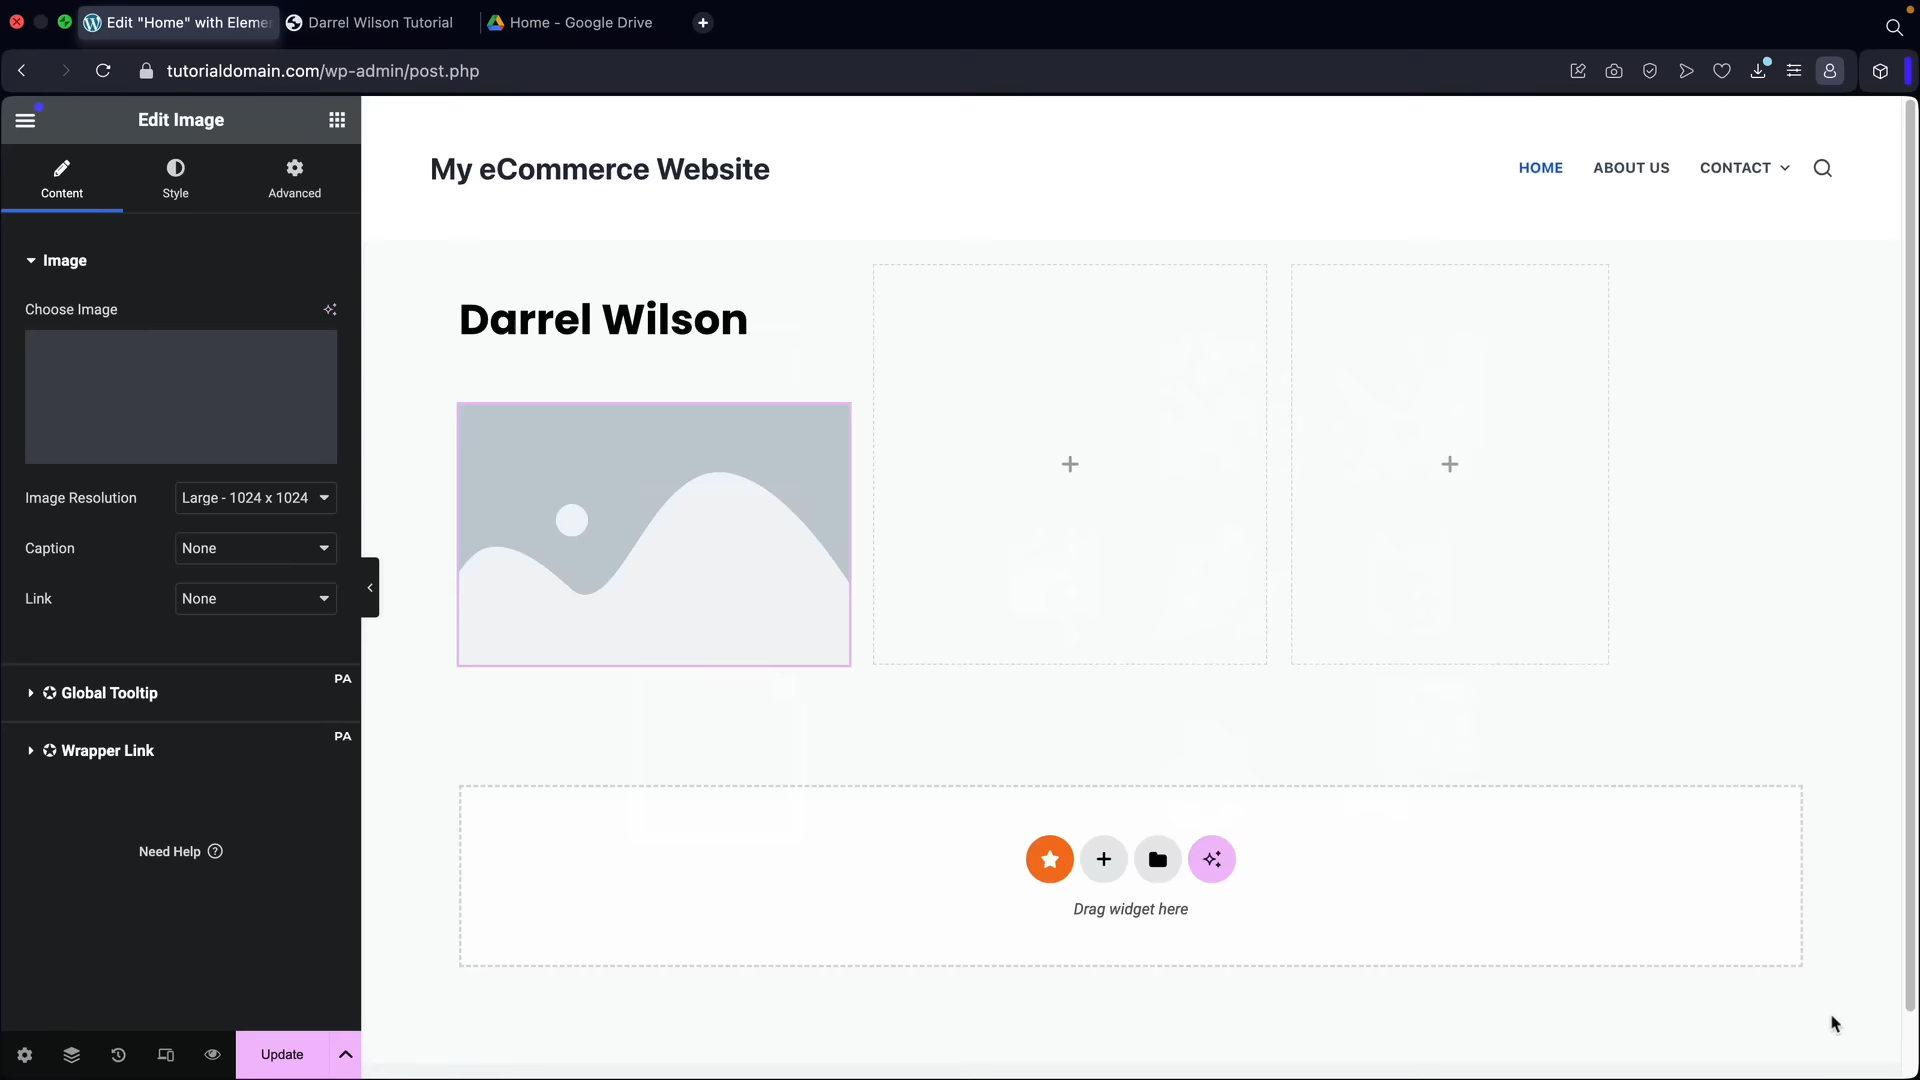 Edit "Home" with Eleme
Darrel Wilson Tutorial
Home - Google Drive
tutorialdomain.com/wp-admin/post.php
Edit Image
Content
Style
Advanced
Image
Choose Image
Image Resolution
Large - 1024 x 1024
Caption
None
Link
None
PA
Global Tooltip
PA
Wrapper Link
Need Help
Update
My eCommerce Website
HOME
ABOUT US
CONTACT
Darrel Wilson
Drag widget here